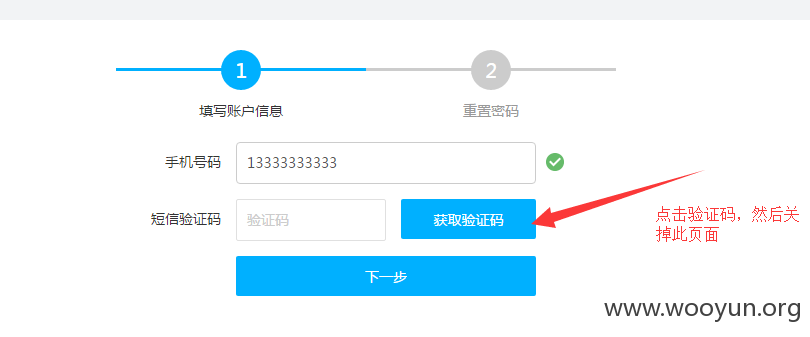 1
2
填写账户信息
重置密码
手机号码
13333333333
短信验证码
验证码
获取验证码
点击验证码，然后关
掉此页面
下一步
www.wooyun.org